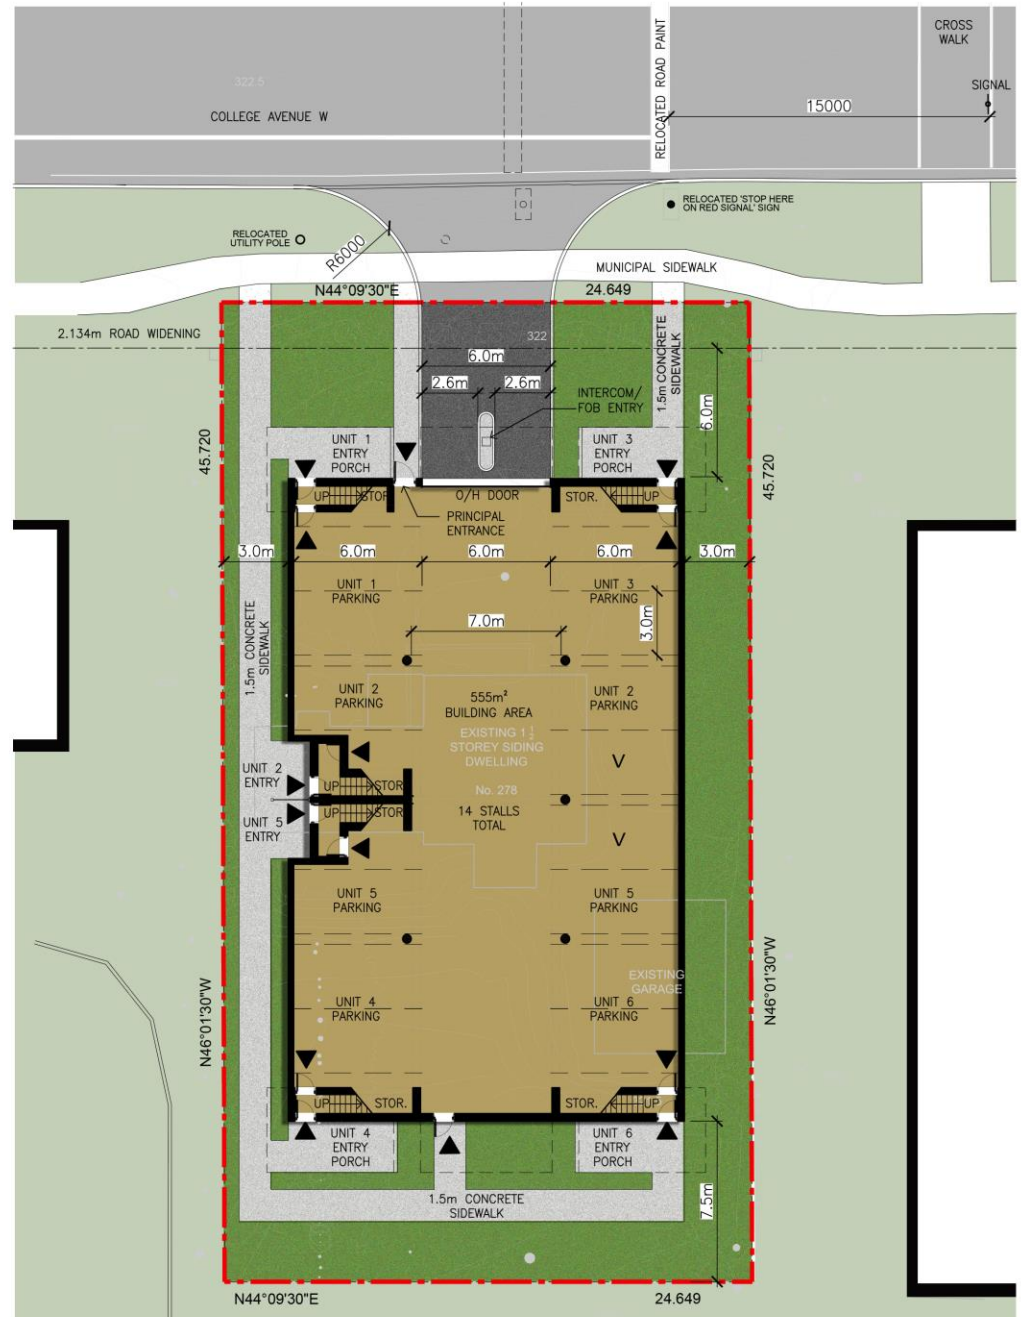 CROSS
WALK
322.5
SIGNAL
COLLEGE AVENUE W
RELOCATED ROAD PAINT
15000
RELOCATED 'STOP HERE
ON RED SIGNAL' SIGN
RELOCATED
UTILITY POLE
R6000
MUNICIPAL SIDEWALK
N44°09'30"E
24.649
2.134m ROAD WIDENING
322
6.0m
2.6m
2.6m
INTERCOM/
FOB ENTRY
1.5m CONCRETE
SIDEWALK
6.0m
45.720
45.720
UNIT 1
ENTRY
PORCH
UNIT 3
ENTRY
PORCH
UP
STOR.
O/H DOOR
STOR.
UP
PRINCIPAL
ENTRANCE
3.0m
6.0m
6.0m
6.0m
3.0m
UNIT 1
PARKING
UNIT 3
PARKING
1.5m CONCRETE
SIDEWALK
7.0m
3.0m
UNIT 2
PARKING
555m²
BUILDING AREA
UNIT 2
PARKING
EXISTING 1 1/2
STOREY SIDING
DWELLING
No. 278
V
UNIT 2
ENTRY
UP
STOR.
UNIT 5
ENTRY
UP
STOR.
14 STALLS
TOTAL
V
UNIT 5
PARKING
UNIT 5
PARKING
EXISTING
GARAGE
UNIT 4
PARKING
UNIT 6
PARKING
N46°01'30"W
N46°01'30"W
UP
STOR.
STOR.
UP
UNIT 4
ENTRY
PORCH
UNIT 6
ENTRY
PORCH
1.5m CONCRETE
SIDEWALK
7.5m
N44°09'30"E
24.649